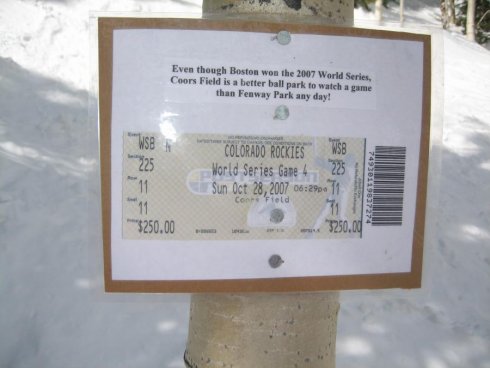 Even though Boston won the 2007 World Series,
Coors Field is a better ball park to watch a game
than Fenway Park any day!
WSB N
225
11
11
$250.00
COLORADO ROCKIES
World Series Game 4
Sun Oct 28, 2007 06:29pm
Coors Field
WSB
225
11
11
$250.00